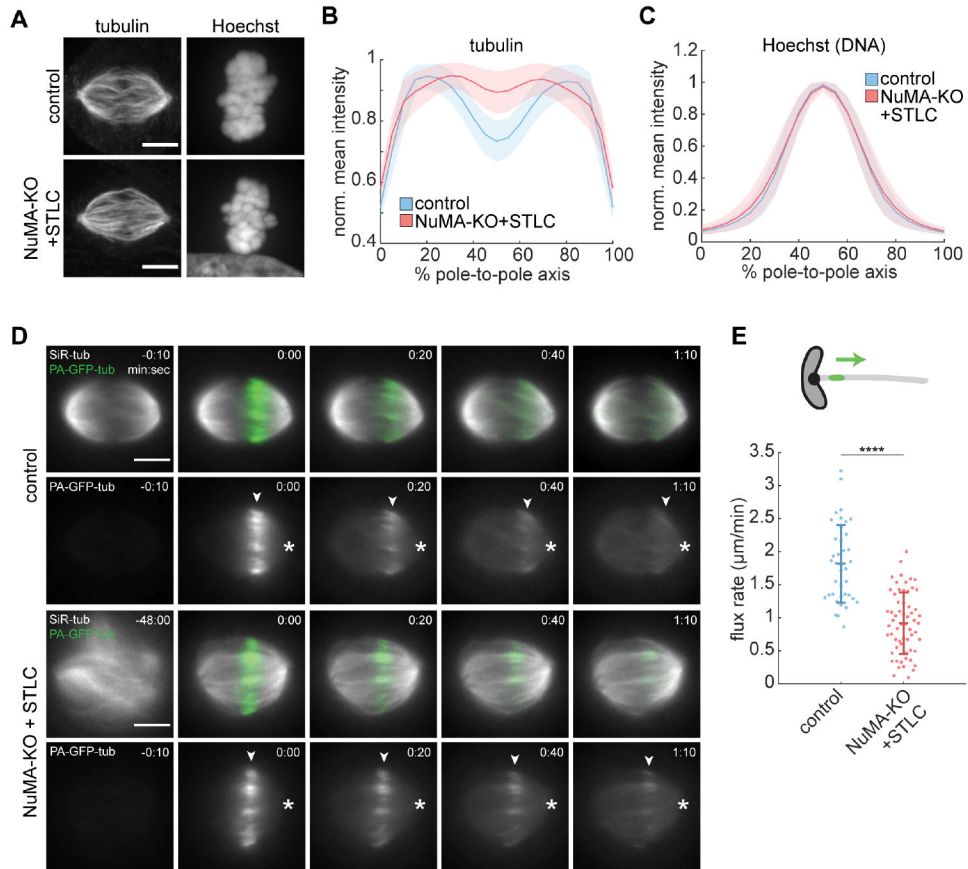 A
tubulin
Hoechst
control
NuMA-KO
+STLC
B
tubulin
norm. mean intensity
1
0.8
0.6
0.4
control
NuMA-KO+STLC
0
20
40
60
80
100
% pole-to-pole axis
C
Hoechst (DNA)
norm. mean intensity
1.2
1
0.8
0.6
0.4
0.2
0
control
NuMA-KO
+STLC
0
20
40
60
80
100
% pole-to-pole axis
D
control
SiR-tub
-0:10
PA-GFP-tub
min:sec
0:00
0:20
0:40
1:10
PA-GFP-tub
-0:10
0:00
*
0:20
*
0:40
*
1:10
*
NuMA-KO + STLC
SiR-tub
-48:00
PA-GFP-tub
0:00
0:20
0:40
1:10
PA-GFP-tub
-0:10
0:00
*
0:20
*
0:40
*
1:10
*
E
flux rate (μm/min)
3.5
3
2.5
2
1.5
1
0.5
0
****
control
NuMA-KO
+STLC